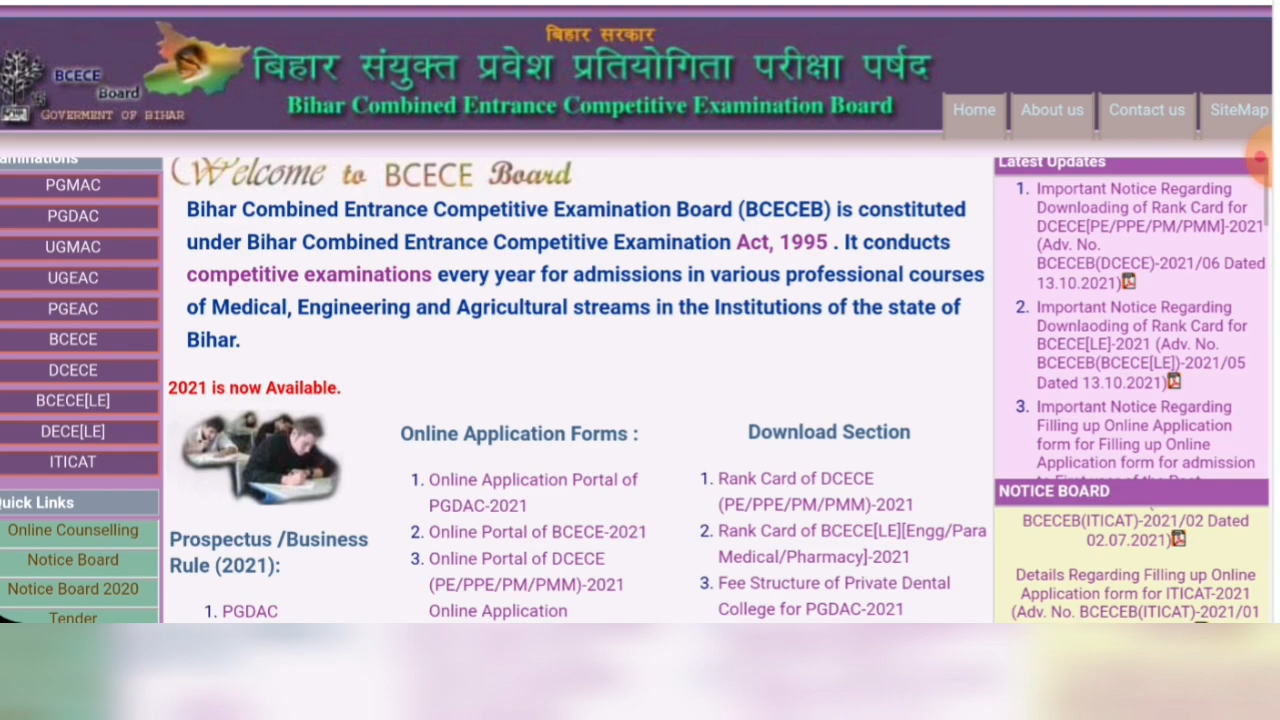 बिहार सरकार
बिहार संयुक्त प्रवेश प्रतियोगिता परीक्षा पर्षद
Bihar Combined Entrance Competitive Examination Board
BCECE
Board
GOVERMENT OF BIHAR
Home
About us
Contact us
SiteMap
PGMAC
PGDAC
UGMAC
UGEAC
PGEAC
BCECE
DCECE
BCECE[LE]
DECE[LE]
ITICAT
Quick Links
Online Counselling
Notice Board
Notice Board 2020
Tender
Welcome to BCECE Board
Bihar Combined Entrance Competitive Examination Board (BCECEB) is constituted
under Bihar Combined Entrance Competitive Examination Act, 1995 . It conducts
competitive examinations every year for admissions in various professional courses
of Medical, Engineering and Agricultural streams in the Institutions of the state of
Bihar.
2021 is now Available.
Prospectus /Business
Rule (2021):
1. PGDAC
Online Application Forms :
1. Online Application Portal of
PGDAC-2021
2. Online Portal of BCECE-2021
3. Online Portal of DCECE
(PE/PPE/PM/PMM)-2021
Online Application
Download Section
1. Rank Card of DCECE
(PE/PPE/PM/PMM)-2021
2. Rank Card of BCECE[LE][Engg/Para
Medical/Pharmacy]-2021
3. Fee Structure of Private Dental
College for PGDAC-2021
Latest Updates
1. Important Notice Regarding
Downloading of Rank Card for
DCECE[PE/PPE/PM/PMM]-2021
(Adv. No.
BCECEB(DCECE)-2021/06 Dated
13.10.2021)
2. Important Notice Regarding
Downlaoding of Rank Card for
BCECE[LE]-2021 (Adv. No.
BCECEB(BCECE[LE])-2021/05
Dated 13.10.2021)
3. Important Notice Regarding
Filling up Online Application
form for Filling up Online
Application form for admission
NOTICE BOARD
BCECEB(ITICAT)-2021/02 Dated
02.07.2021)
Details Regarding Filling up Online
Application form for ITICAT-2021
(Adv. No. BCECEB(ITICAT)-2021/01